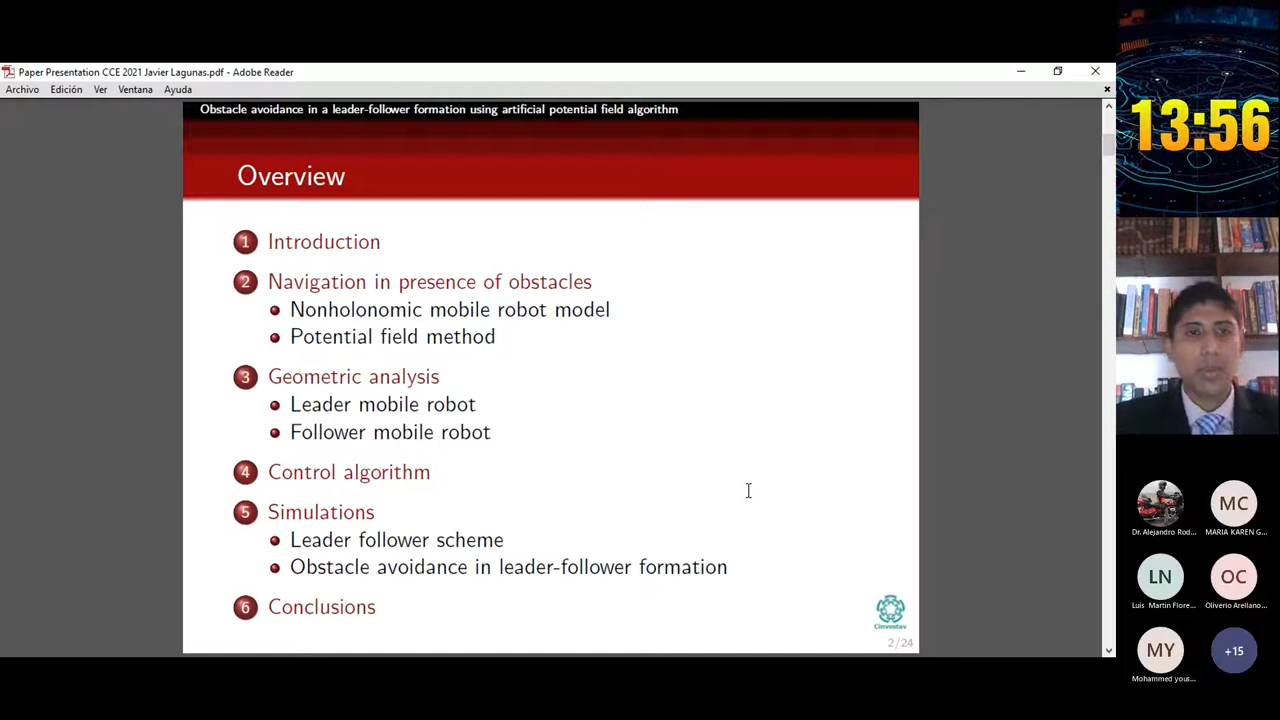 Paper Presentation CCE 2021 Javier Lagunas.pdf - Adobe Reader
Archivo Edición Ver Ventana Ayuda
Obstacle avoidance in a leader-follower formation using artificial potential field algorithm
Overview
1 Introduction
2 Navigation in presence of obstacles
Nonholonomic mobile robot model
Potential field method
3 Geometric analysis
Leader mobile robot
Follower mobile robot
4 Control algorithm
5 Simulations
Leader follower scheme
Obstacle avoidance in leader-follower formation
6 Conclusions
Cinvestav
2/24
13:56
MC
Dr. Alejandro Rod...
MARIA KAREN G...
LN
OC
Luis Martin Flore...
Oliverio Arellano...
MY
+15
Mohammed yous...